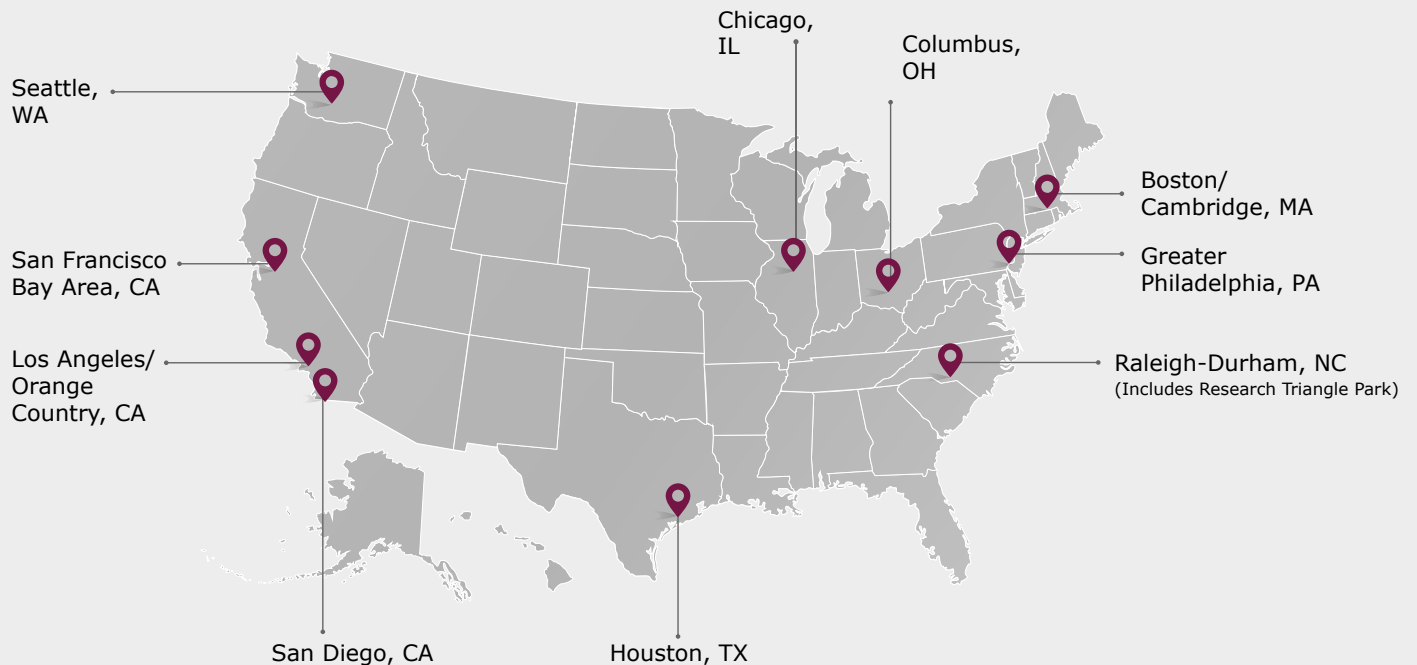 Chicago,
IL
Columbus,
OH
Seattle,
WA
Boston/
Cambridge, MA
San Francisco
Bay Area, CA
Greater
Philadelphia, PA
Los Angeles/
Orange
Country, CA
Raleigh-Durham, NC
(Includes Research Triangle Park)
San Diego, CA
Houston, TX